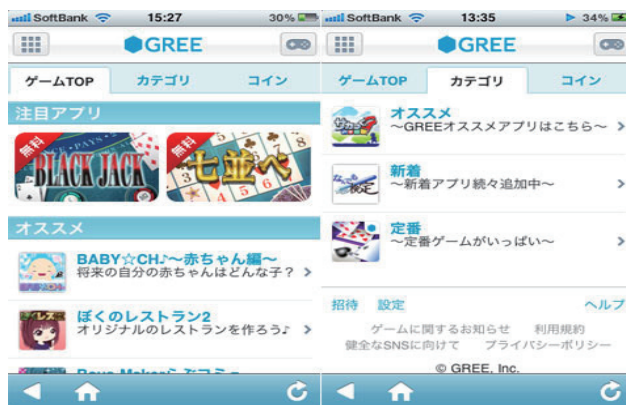 SoftBank 15:27 30%
GREE
ゲームTOP カテゴリ コイン
注目アプリ
無料 BLACK JACK
無料 七並べ
オススメ
BABY☆CH♪〜赤ちゃん編〜
将来の自分の赤ちゃんはどんな子？
ぼくのレストラン2
オリジナルのレストランを作ろう♪
SoftBank 13:35 34%
GREE
ゲームTOP カテゴリ コイン
オススメ
〜GREEオススメアプリはこちら〜
新着
〜新着アプリ続々追加中〜
定番
〜定番ゲームがいっぱい〜
招待 設定 ヘルプ
ゲームに関するお知らせ 利用規約
健全なSNSに向けて プライバシーポリシー
© GREE, Inc.